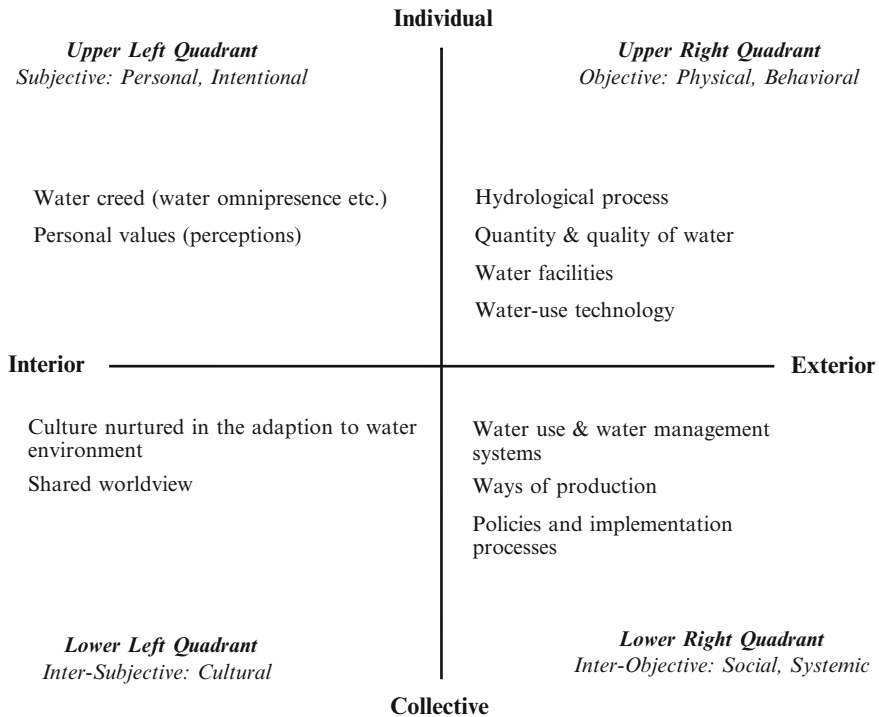 Individual
Upper Left Quadrant
Subjective: Personal, Intentional
Upper Right Quadrant
Objective: Physical, Behavioral
Water creed (water omnipresence etc.)
Personal values (perceptions)
Hydrological process
Quantity & quality of water
Water facilities
Water-use technology
Interior
Exterior
Culture nurtured in the adaption to water
environment
Shared worldview
Water use & water management
systems
Ways of production
Policies and implementation
processes
Lower Left Quadrant
Inter-Subjective: Cultural
Lower Right Quadrant
Inter-Objective: Social, Systemic
Collective